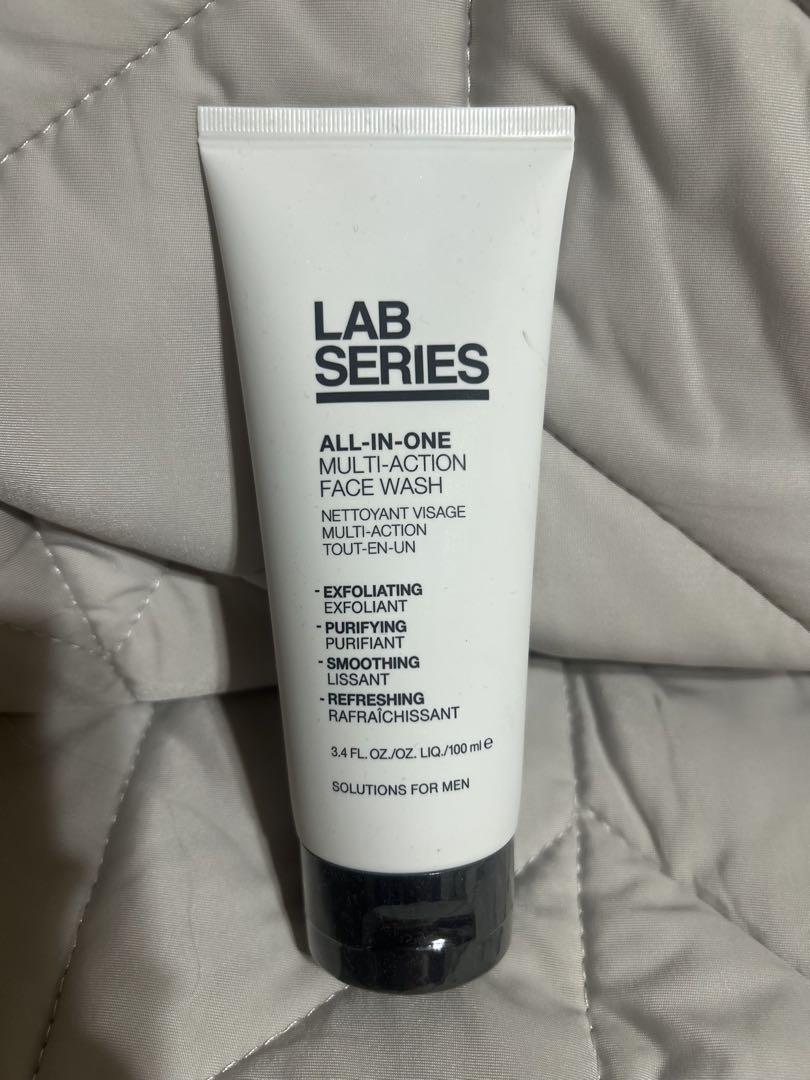 LAB
SERIES
ALL-IN-ONE
MULTI-ACTION
FACE WASH
NETTOYANT VISAGE
MULTI-ACTION
TOUT-EN-UN
- EXFOLIATING
EXFOLIANT
- PURIFYING
PURIFIANT
- SMOOTHING
LISSANT
- REFRESHING
RAFRAÎCHISSANT
3.4 FL. OZ./OZ. LIQ./100 ml ℮
SOLUTIONS FOR MEN